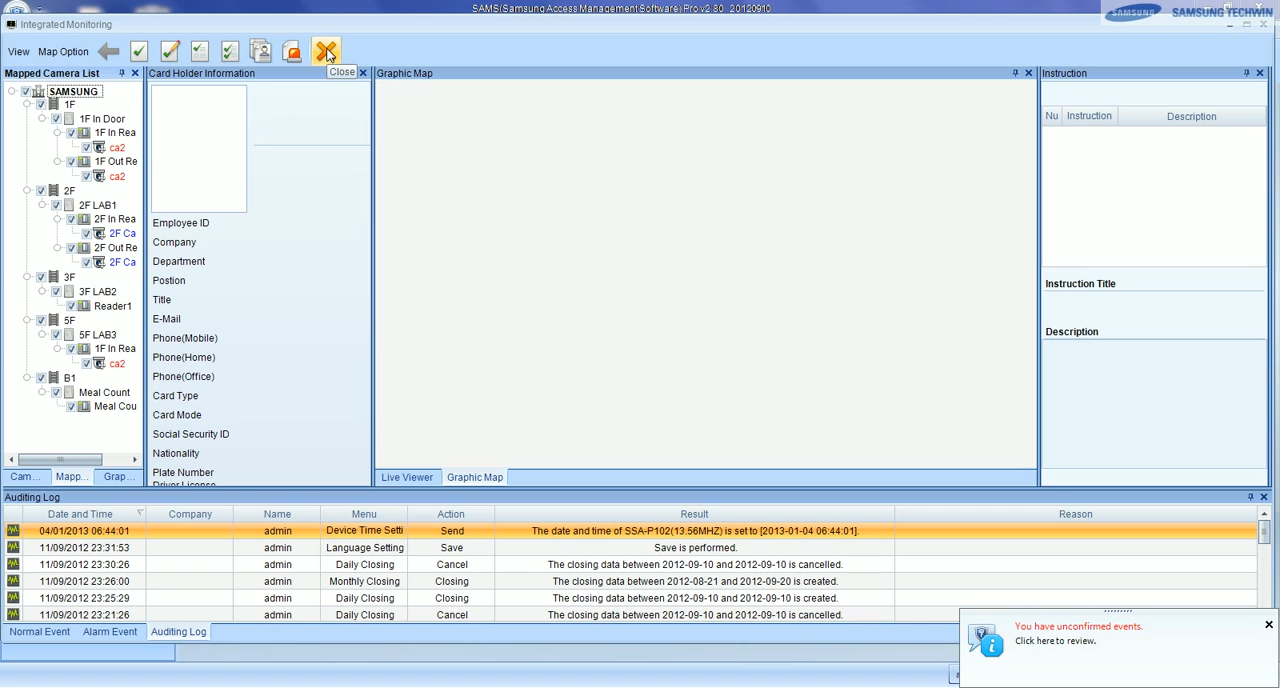 SAMS(Samsung Access Management Software) Pro v2.80 20120910
SAMSUNG SAMSUNG TECHWIN
Integrated Monitoring
View Map Option
Close
Mapped Camera List
SAMSUNG
1F
1F In Door
1F In Rea
ca2
1F Out Re
ca2
2F
2F LAB1
2F In Rea
2F Ca
2F Out Re
2F Ca
3F
3F LAB2
Reader1
5F
5F LAB3
1F In Rea
ca2
B1
Meal Count
Meal Cou
Cam... Mapp... Grap...
Card Holder Information
Employee ID
Company
Department
Postion
Title
E-Mail
Phone(Mobile)
Phone(Home)
Phone(Office)
Card Type
Card Mode
Social Security ID
Nationality
Plate Number
Driver License
Graphic Map
Live Viewer Graphic Map
Instruction
Nu Instruction Description
Instruction Title
Description
Auditing Log
Date and Time Company Name Menu Action Result Reason
04/01/2013 06:44:01 admin Device Time Setti Send The date and time of SSA-P102(13.56MHZ) is set to [2013-01-04 06:44:01].
11/09/2012 23:31:53 admin Language Setting Save Save is performed.
11/09/2012 23:30:26 admin Daily Closing Cancel The closing data between 2012-09-10 and 2012-09-10 is cancelled.
11/09/2012 23:26:00 admin Monthly Closing Closing The closing data between 2012-08-21 and 2012-09-20 is created.
11/09/2012 23:25:29 admin Daily Closing Closing The closing data between 2012-09-10 and 2012-09-10 is created.
11/09/2012 23:21:26 admin Daily Closing Cancel The closing data between 2012-09-10 and 2012-09-10 is cancelled.
Normal Event Alarm Event Auditing Log
You have unconfirmed events.
Click here to review.